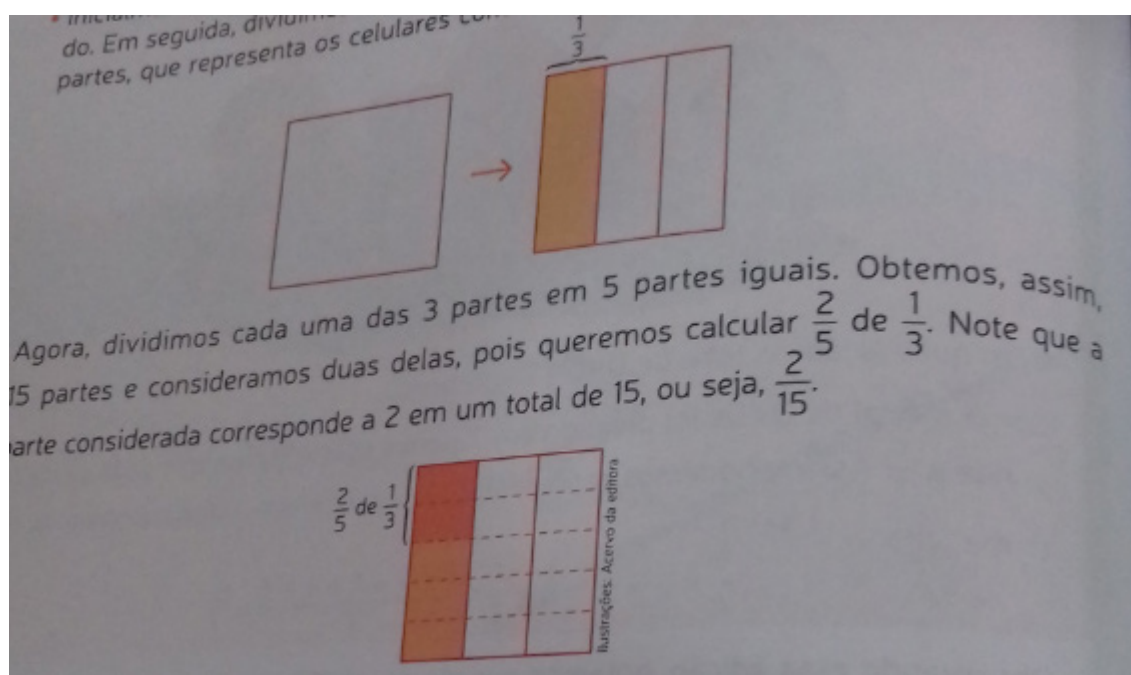 do. Em seguida,
partes, que representa os celulares
1/3
Agora, dividimos cada uma das 3 partes em 5 partes iguais. Obtemos, assim,
15 partes e consideramos duas delas, pois queremos calcular 2/5 de 1/3. Note que a
parte considerada corresponde a 2 em um total de 15, ou seja, 2/15.
2/5 de 1/3
Ilustrações: Acervo da editora